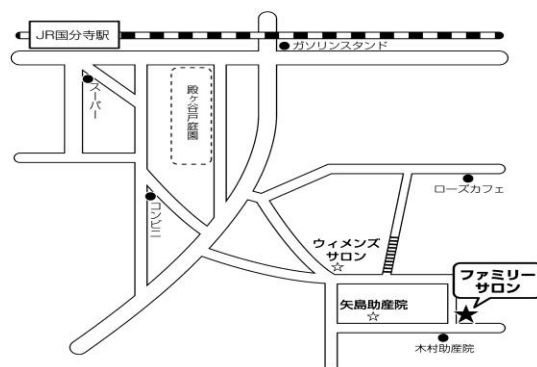 JR国分寺駅
ガソリンスタンド
スーパー
殿ヶ谷戸庭園
ローズカフェ
コンビニ
ウィメンズ
サロン
ファミリー
サロン
矢島助産院
木村助産院